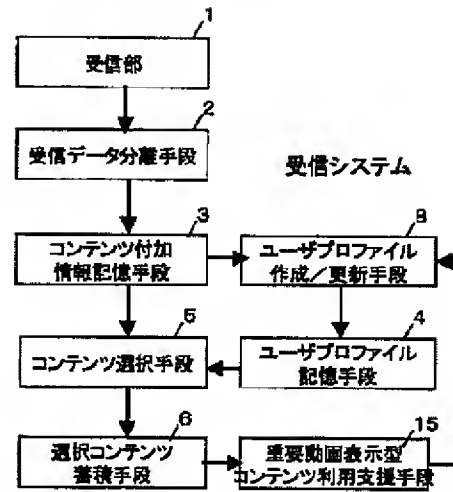 1
受信部
2
受信データ分離手段
受信システム
3
コンテンツ付加
情報記憶手段
8
ユーザプロファイル
作成/更新手段
5
コンテンツ選択手段
4
ユーザプロファイル
記憶手段
6
選択コンテンツ
蓄積手段
15
重要動画表示型
コンテンツ利用支援手段